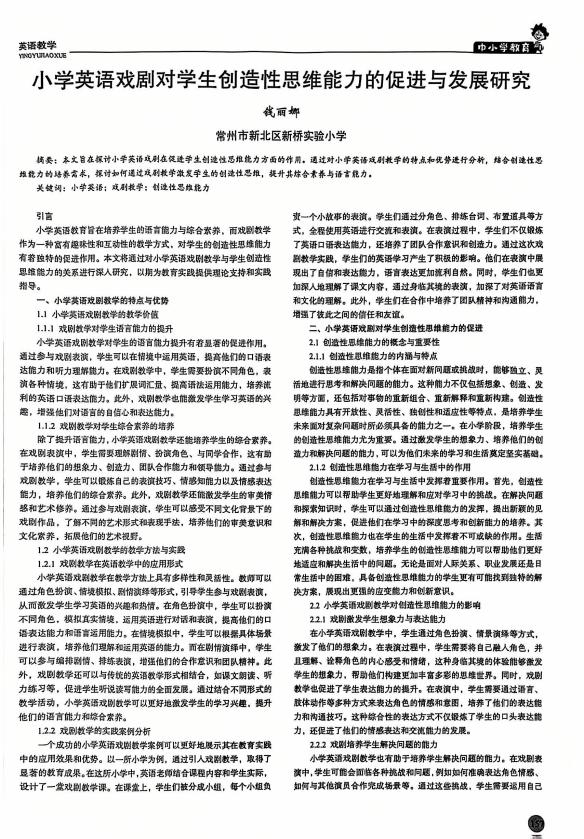 英语教学
YINGYUJIAOXUE
中小学教育
小学英语戏剧对学生创造性思维能力的促进与发展研究
钱丽娜
常州市新北区新桥实验小学
摘要：本文旨在探讨小学英语戏剧在促进学生创造性思维能力方面的作用。通过对小学英语戏剧教学的特点和优势进行分析，结合创造性思
维能力的培养需求，探讨如何通过戏剧教学激发学生的创造性思维，提升其综合素养与语言能力。
关键词：小学英语；戏剧教学；创造性思维能力
引言
小学英语教育旨在培养学生的语言能力与综合素养，而戏剧教学
作为一种富有趣味性和互动性的教学方式，对学生的创造性思维能力
有着独特的促进作用。本文将通过对小学英语戏剧教学与学生创造性
思维能力的关系进行深入研究，以期为教育实践提供理论支持和实践
指导。
一、小学英语戏剧教学的特点与优势
1.1 小学英语戏剧教学的教学价值
1.1.1 戏剧教学对学生语言能力的提升
小学英语戏剧教学对学生的语言能力提升有着显著的促进作用。
通过参与戏剧表演，学生可以在情境中运用英语，提高他们的口语表
达能力和听力理解能力。在戏剧教学中，学生需要扮演不同角色，表
演各种情境，这有助于他们扩展词汇量、提高语法运用能力，培养流
利的英语口语表达能力。此外，戏剧教学也能激发学生学习英语的兴
趣，增强他们对语言的自信心和表达能力。
1.1.2 戏剧教学对学生综合素养的培养
除了提升语言能力，小学英语戏剧教学还能培养学生的综合素养。
在戏剧表演中，学生需要理解剧情、扮演角色、与同学合作，这有助
于培养他们的想象力、创造力、团队合作能力和领导能力。通过参与
戏剧教学，学生可以锻炼自己的表演技巧、情感知能力以及情感表达
能力，培养他们的综合素养。此外，戏剧教学还能激发学生的审美情
感和艺术修养。通过参与戏剧表演，学生可以感受不同文化背景下的
戏剧作品，了解不同的艺术形式和表现手法，培养他们的审美意识和
文化素养，拓展他们的艺术视野。
1.2 小学英语戏剧教学的教学方法与实践
1.2.1 戏剧教学在英语教学中的应用形式
小学英语戏剧教学在教学方法上具有多样性和灵活性。教师可以
通过角色扮演、情境模拟、剧情演绎等形式，引导学生参与戏剧表演，
从而激发学生学习英语的兴趣和热情。在角色扮演中，学生可以扮演
不同角色，模拟真实情境，运用英语进行对话和表演，提高他们的口
语表达能力和语言运用能力。在情境模拟中，学生可以根据具体场景
进行表演，培养他们理解和运用英语的能力。而在剧情演绎中，学生
可以参与编排剧情、排练表演，增强他们的合作意识和团队精神。此
外，戏剧教学还可以与传统的英语教学形式相结合，如课文朗读、听
力练习等，促进学生听说读写能力的全面发展。通过结合不同形式的
教学活动，小学英语戏剧教学可以更好地激发学生的学习兴趣，提升
他们的语言能力和综合素养。
1.2.2 戏剧教学的实践案例分析
一个成功的小学英语戏剧教学案例可以更好地展示其在教育实践
中的应用效果和优势。以一所小学为例，通过引入戏剧教学，取得了
显著的教育成果。在这所小学中，英语老师结合课程内容和学生实际，
设计了一堂戏剧教学课。在课堂上，学生们被分成小组，每个小组负
责一个小故事的表演。学生们通过分角色、排练台词、布置道具等方
式，全程使用英语进行交流和表演。在表演过程中，学生们不仅锻炼
了英语口语表达能力，还培养了团队合作意识和创造力。通过这次戏
剧教学实践，学生们的英语学习产生了积极的影响。他们在表演中展
现出了自信和表达能力，语言表达更加流利自然。同时，学生们也更
加深入地理解了课文内容，通过身临其境的表演，加深了对英语语言
和文化的理解。此外，学生们在合作中培养了团队精神和沟通能力，
增强了彼此之间的信任和友谊。
二、小学英语戏剧对学生创造性思维能力的促进
2.1 创造性思维能力的概念与重要性
2.1.1 创造性思维能力的内涵与特点
创造性思维能力是指个体在面对新问题或挑战时，能够独立、灵
活地进行思考和解决问题的能力。这种能力不仅包括想象、创造、发
明等方面，还包括对事物的重新组合、重新解释和重新构建。创造性
思维能力具有开放性、灵活性、独创性和适应性等特点，是培养学生
未来面对复杂问题时所必须具备的能力之一。在小学阶段，培养学生
的创造性思维能力尤为重要。通过激发学生的想象力、培养他们的创
造力和解决问题的能力，可以为他们未来的学习和生活奠定坚实基础。
2.1.2 创造性思维能力在学习与生活中的作用
创造性思维能力在学习与生活中发挥着重要作用。首先，创造性
思维能力可以帮助学生更好地理解和应对学习中的挑战。在解决问题
和探索知识时，学生可以通过创造性思维能力的发挥，提出新颖的见
解和解决方案，促进他们在学习中的深度思考和创新能力的培养。其
次，创造性思维能力也在学生的生活中发挥着不可或缺的作用。生活
充满各种挑战和变数，培养学生的创造性思维能力可以帮助他们更好
地适应和解决生活中的问题。无论是面对人际关系、职业发展还是日
常生活中的困难，具备创造性思维能力的学生更有可能找到独特的解
决方案，展现出更强的应变能力和创新意识。
2.2 小学英语戏剧教学对创造性思维能力的影响
2.2.1 戏剧激发学生想象力与表达能力
在小学英语戏剧教学中，学生通过角色扮演、情景演绎等方式，
激发了他们的想象力。在表演过程中，学生需要将自己融入角色，并
且理解、诠释角色的内心感受和情绪，这种身临其境的体验能够激发
学生的想象力，帮助他们构建更加丰富多彩的思维世界。同时，戏剧
教学也促进了学生表达能力的提升。在表演中，学生需要通过语言、
肢体动作等多种方式来表达角色的情感和意图，培养了他们的表达能
力和沟通技巧。这种综合性的表达方式不仅锻炼了学生的口头表达能
力，还促进了他们的情感表达和交流能力的发展。
2.2.2 戏剧培养学生解决问题的能力
小学英语戏剧教学也有助于培养学生解决问题的能力。在戏剧表
演中，学生可能会面临各种挑战和问题，例如如何准确表达角色情感、
如何与其他演员合作完成场景等。通过这些挑战，学生需要运用自己